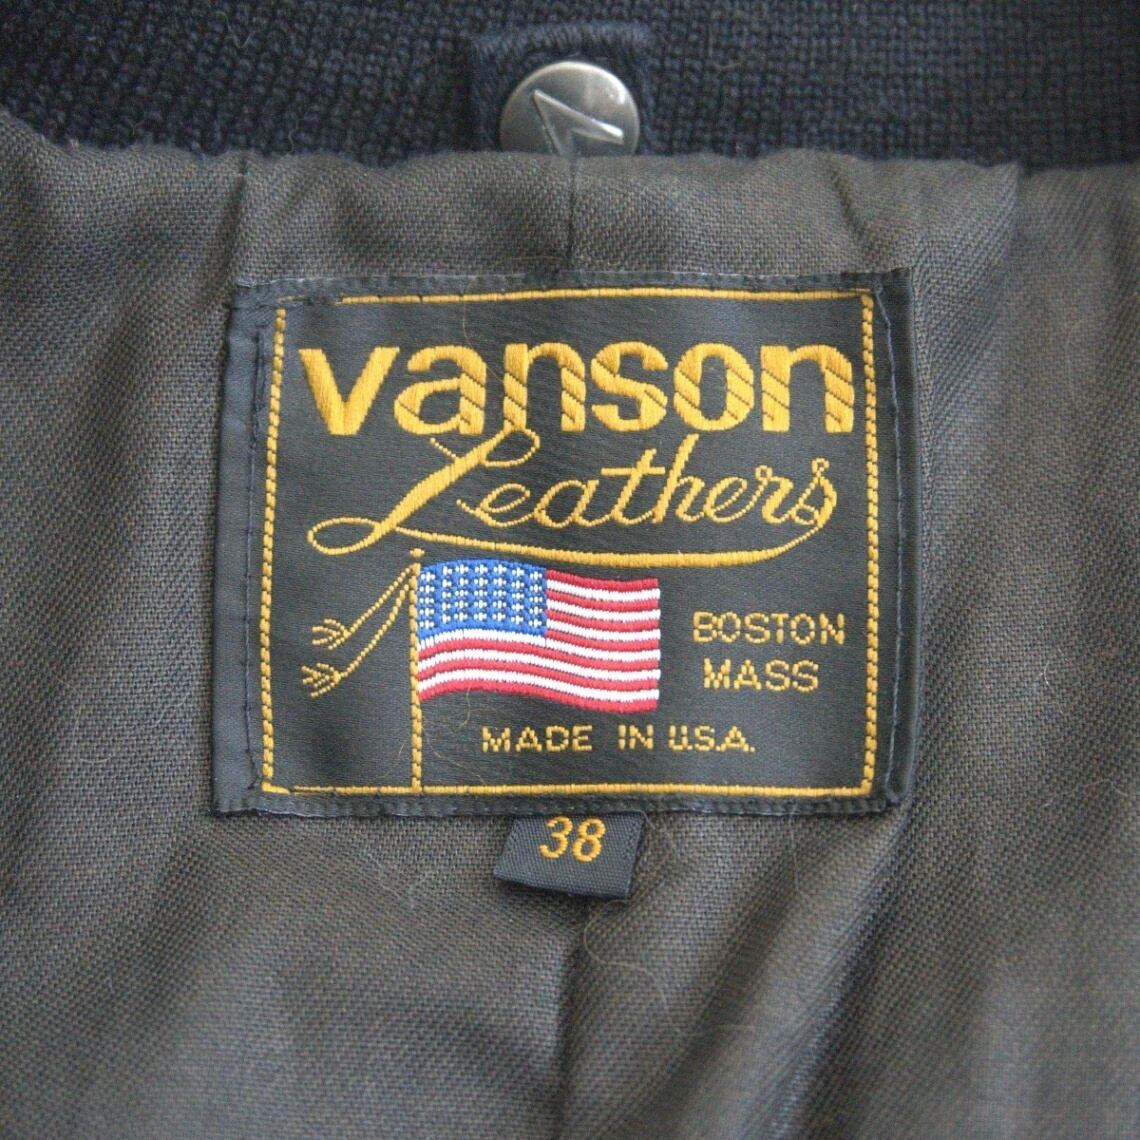 vanson
Leathers
BOSTON
MASS
MADE IN U.S.A.
38